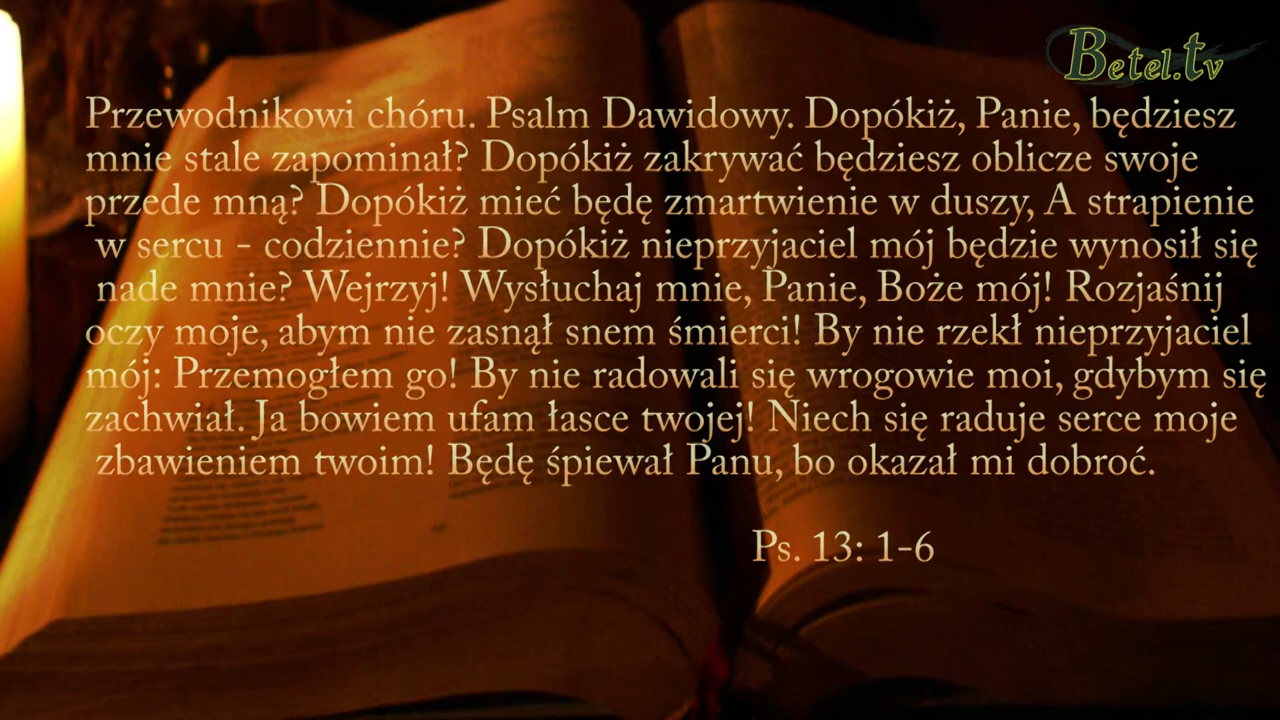 Betel.tv
Przewodnikowi chóru. Psalm Dawidowy. Dopókiż, Panie, będziesz
mnie stale zapominał? Dopókiż zakrywać będziesz oblicze swoje
przede mną? Dopókiż mieć będę zmartwienie w duszy, A strapienie
w sercu - codziennie? Dopókiż nieprzyjaciel mój będzie wynosił się
nade mnie? Wejrzyj! Wysłuchaj mnie, Panie, Boże mój! Rozjaśnij
oczy moje, abym nie zasnął snem śmierci! By nie rzekł nieprzyjaciel
mój: Przemogłem go! By nie radowali się wrogowie moi, gdybym się
zachwiał. Ja bowiem ufam łasce twojej! Niech się raduje serce moje
zbawieniem twoim! Będę śpiewał Panu, bo okazał mi dobroć.
Ps. 13: 1-6